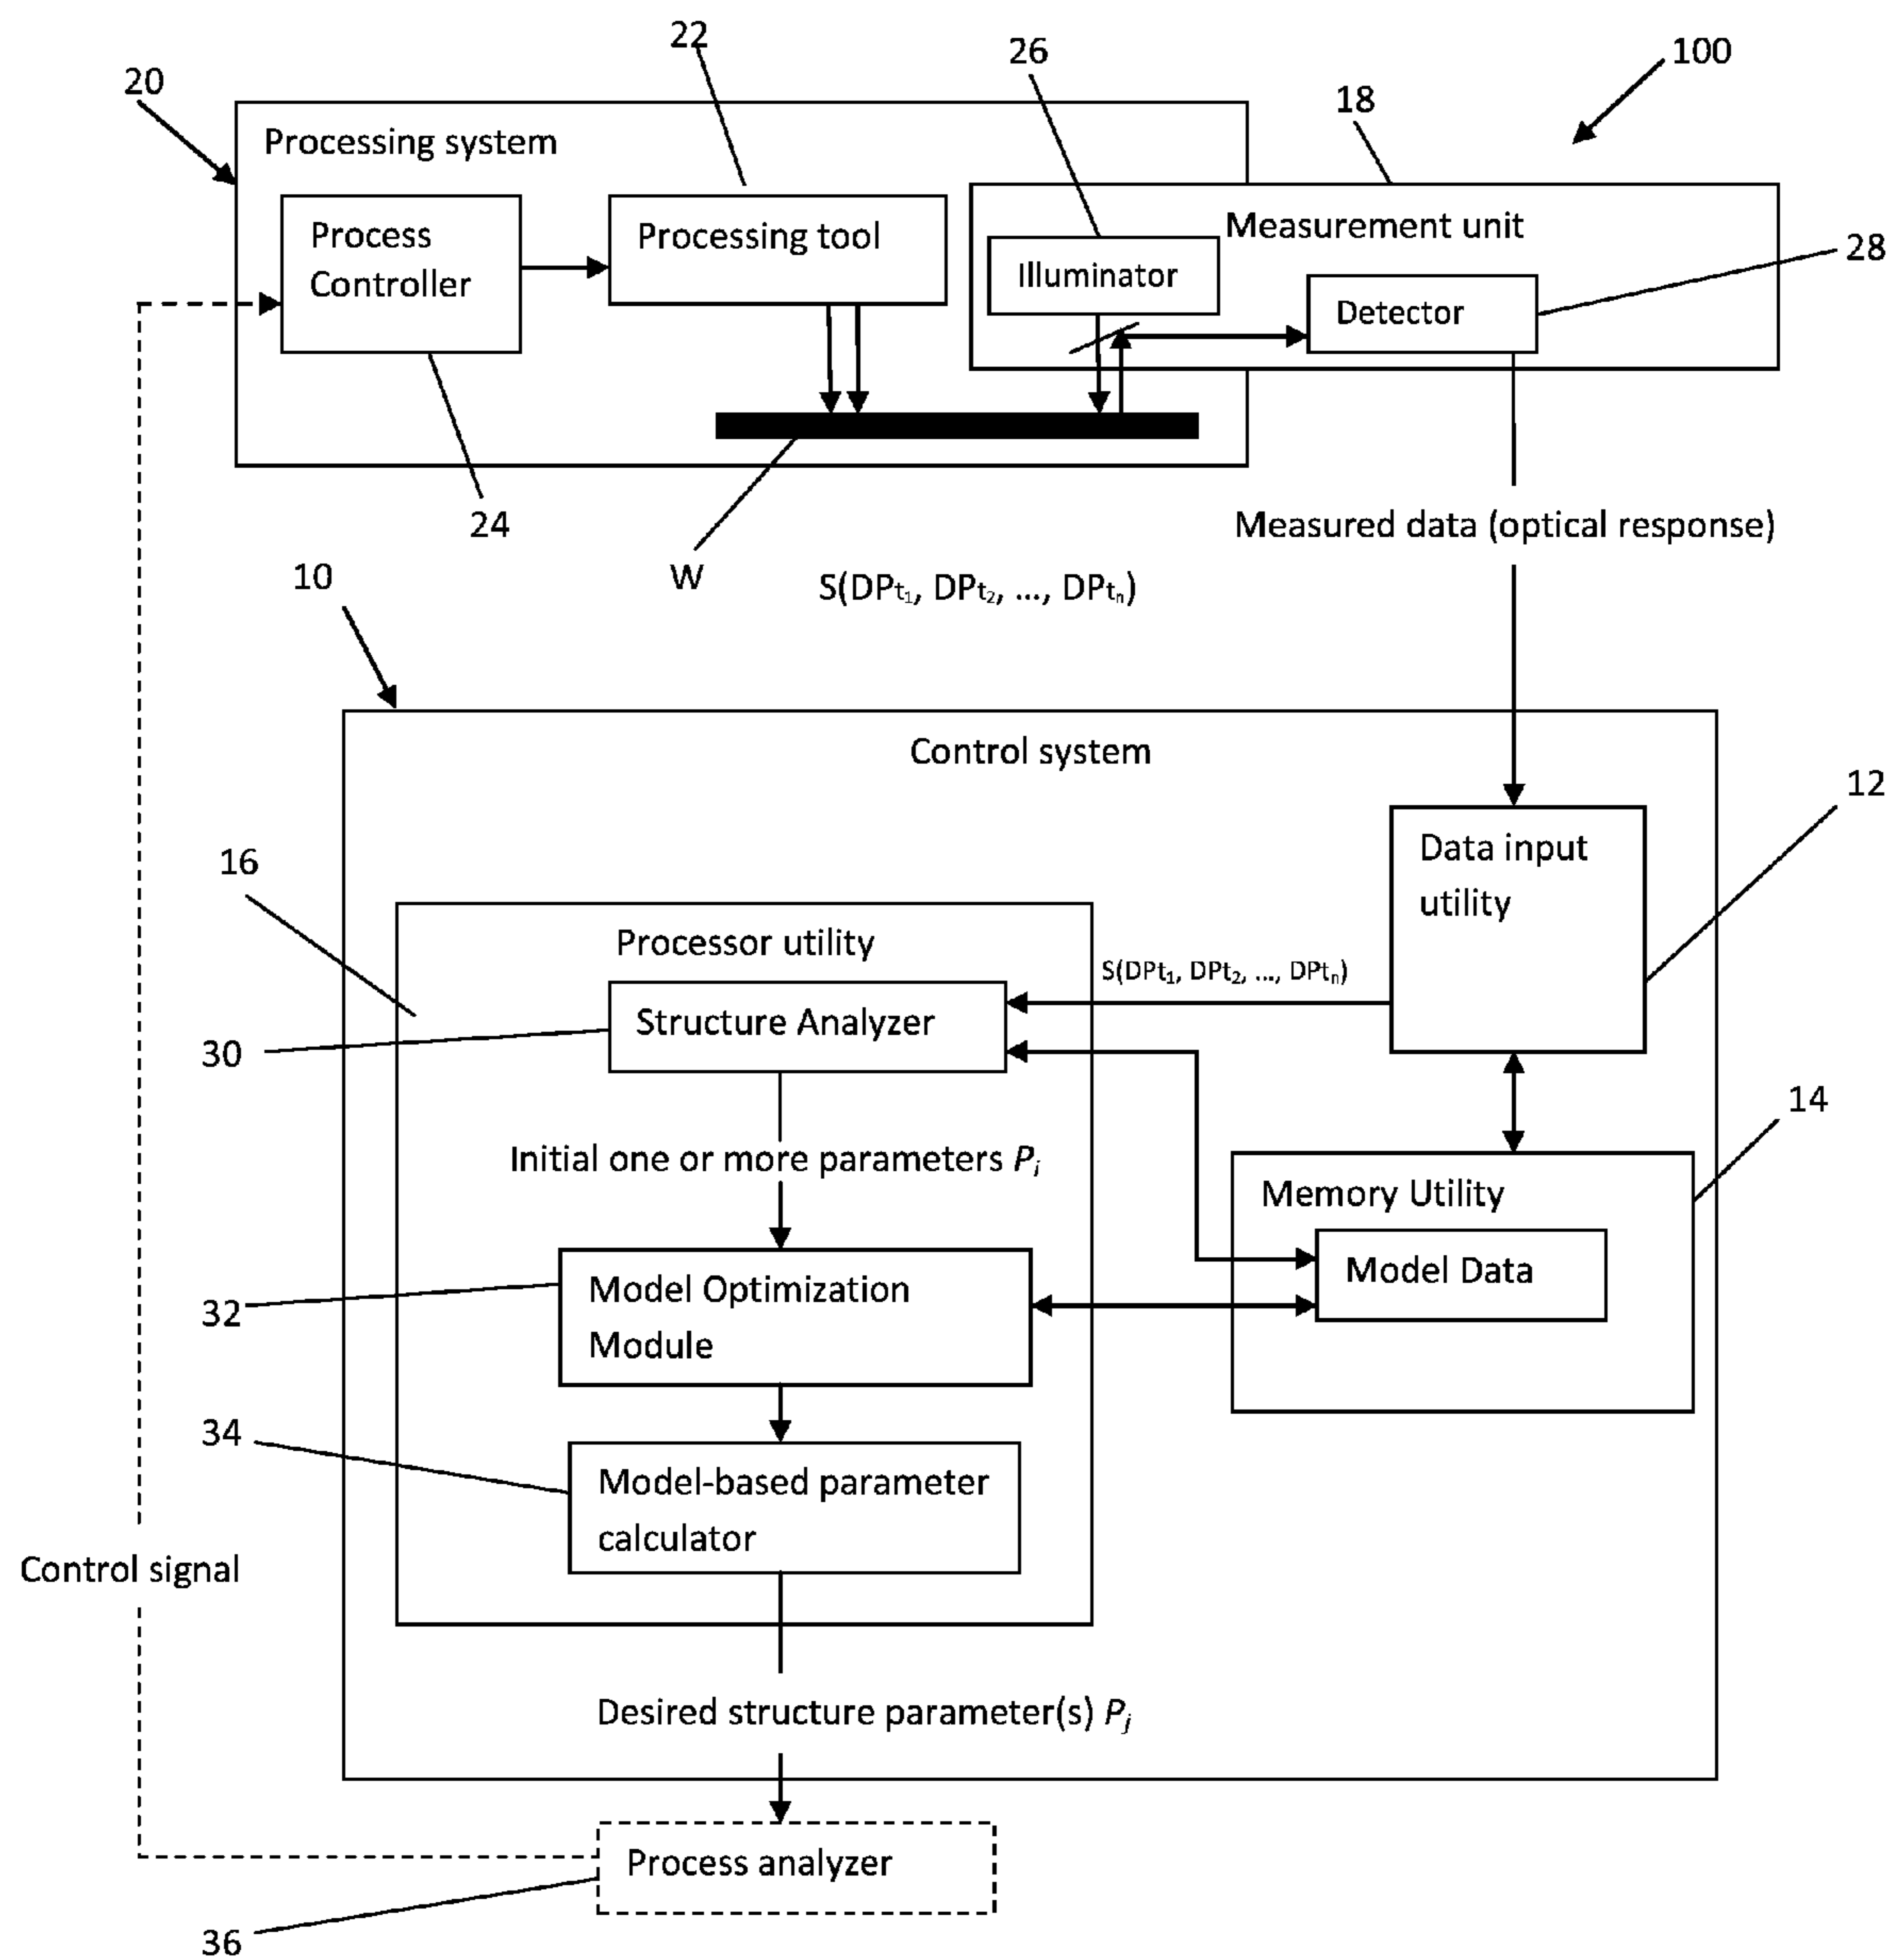 22
26
100
20
18
Processing system
Measurement unit
Process
Controller
Processing tool
Illuminator
28
Detector
24
Measured data (optical response)
10
W
S(DPt₁, DPt₂, ..., DPtₙ)
Control system
12
Data input
utility
16
Processor utility
S(DPt₁, DPt₂, ..., DPtₙ)
Structure Analyzer
30
14
Initial one or more parameters Pᵢ
Memory Utility
Model Data
Model Optimization
Module
32
34
Model-based parameter
calculator
Control signal
Desired structure parameter(s) Pⱼ
Process analyzer
36